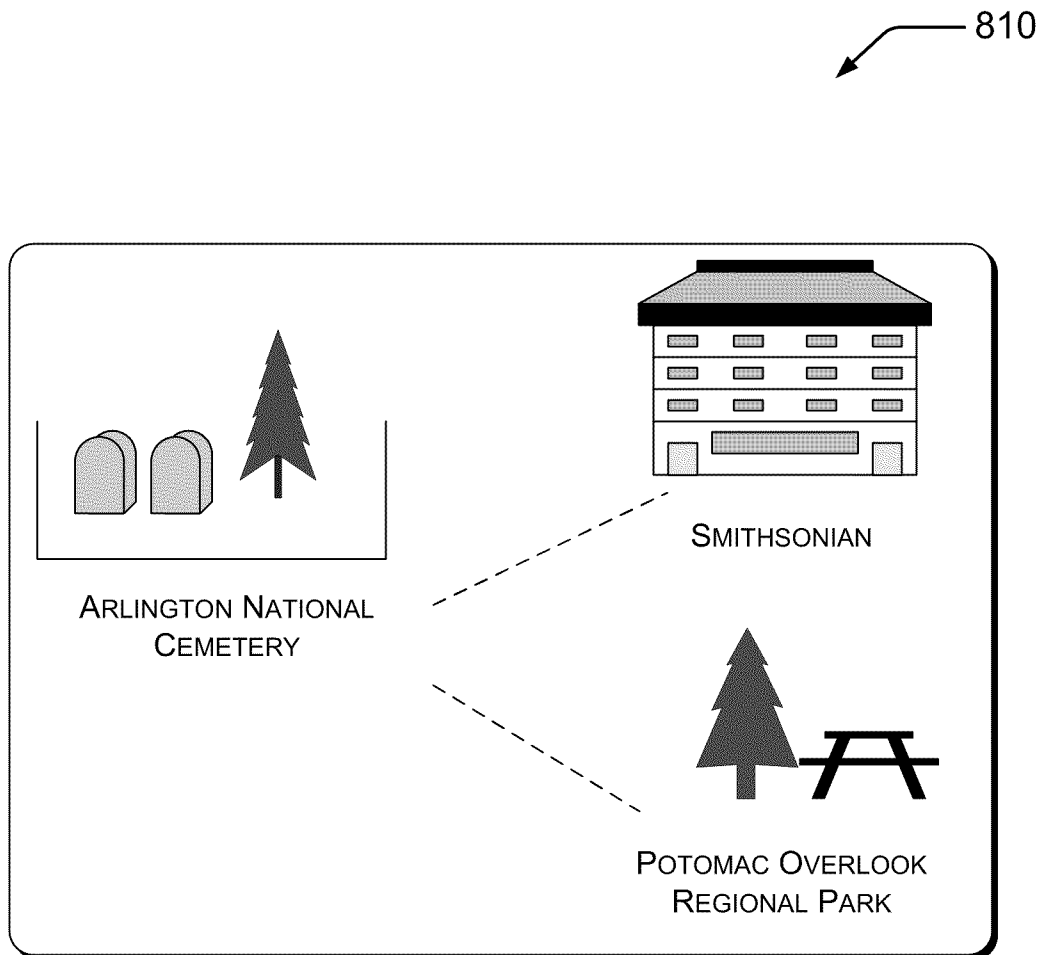 810
SMITHSONIAN
ARLINGTON NATIONAL
CEMETERY
POTOMAC OVERLOOK
REGIONAL PARK